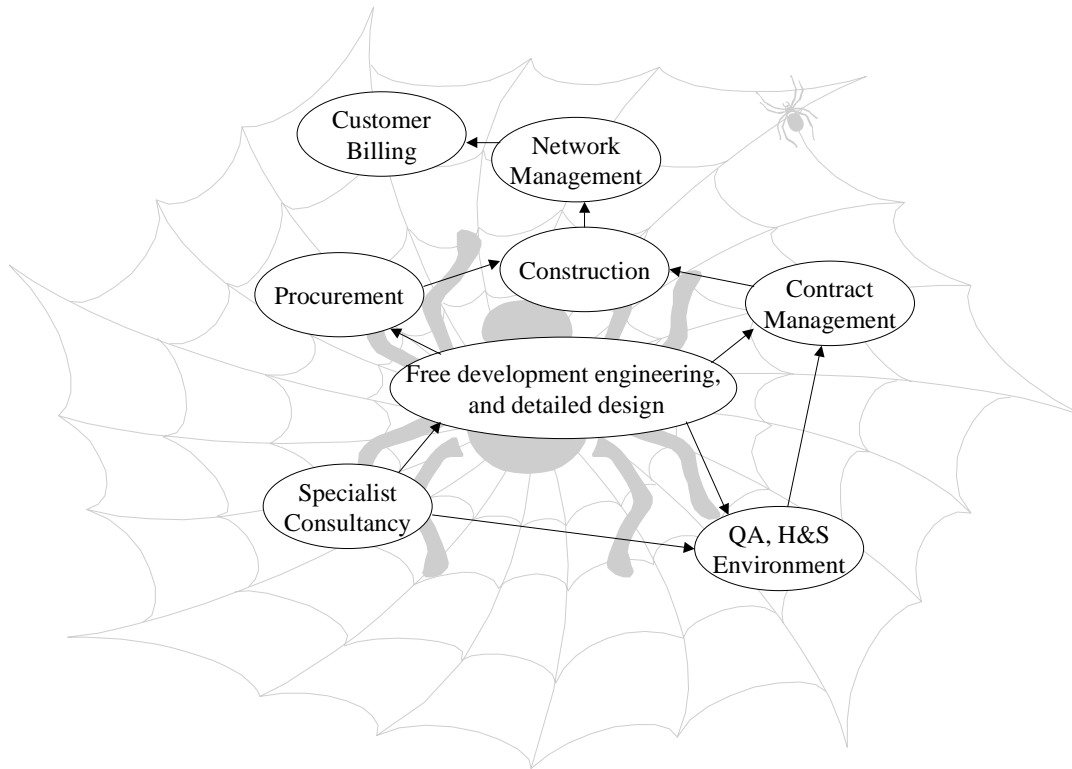 Customer
Billing
Network
Management
Construction
Procurement
Contract
Management
Free development engineering,
and detailed design
Specialist
Consultancy
QA, H&S
Environment